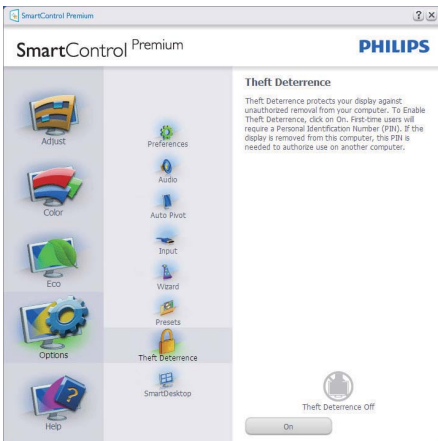 SmartControl Premium
SmartControl Premium
PHILIPS
Adjust
Color
Eco
Options
Help
Preferences
Audio
Auto Pivot
Input
Wizard
Presets
Theft Deterrence
SmartDesktop
Theft Deterrence
Theft Deterrence protects your display against
unauthorized removal from your computer. To Enable
Theft Deterrence, click on On. First-time users will
require a Personal Identification Number (PIN). If the
display is removed from this computer, this PIN is
needed to authorize use on another computer.
Theft Deterrence Off
On